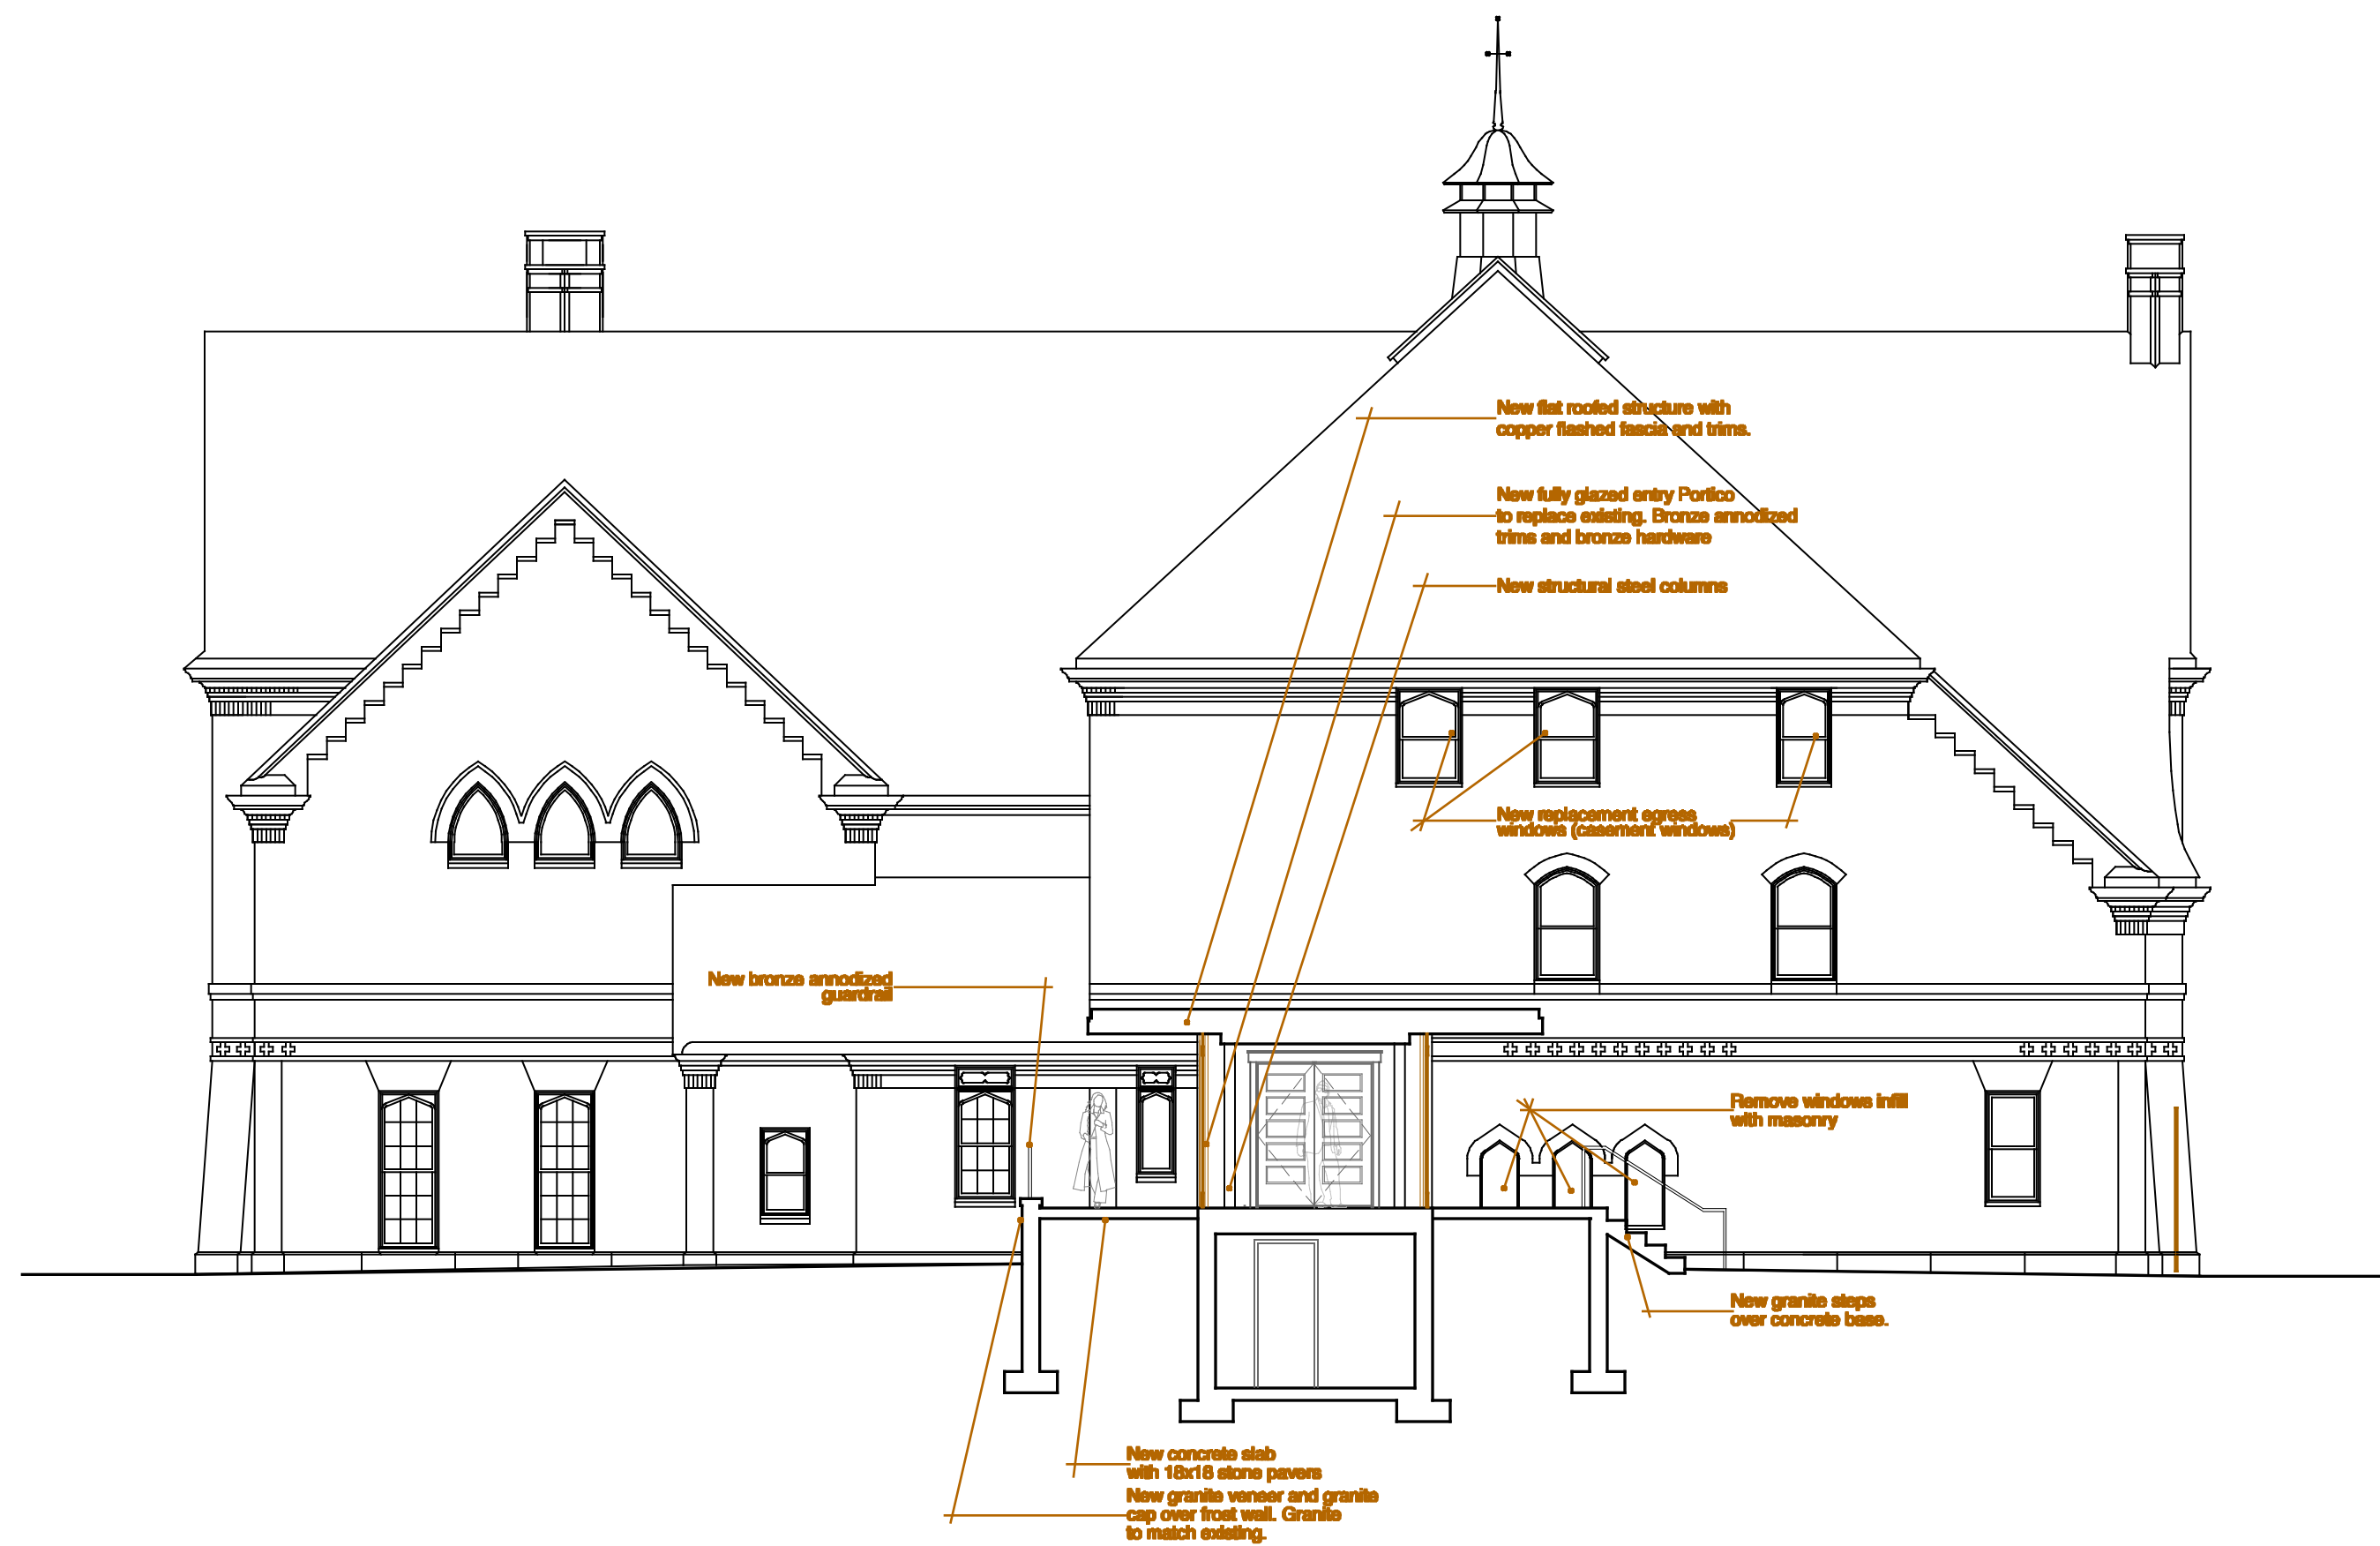 New flat roofed structure with
copper flashed fascia and trims.
New fully glazed entry Portico
to replace existing. Bronze annodized
trims and bronze hardware
New structural steel columns
New replacement egress
windows (casement windows)
New bronze annodized
guardrail
Remove windows infill
with masonry
New granite steps
over concrete base.
New concrete slab
with 18x18 stone pavers
New granite veneer and granite
cap over frost wall. Granite
to match existing.